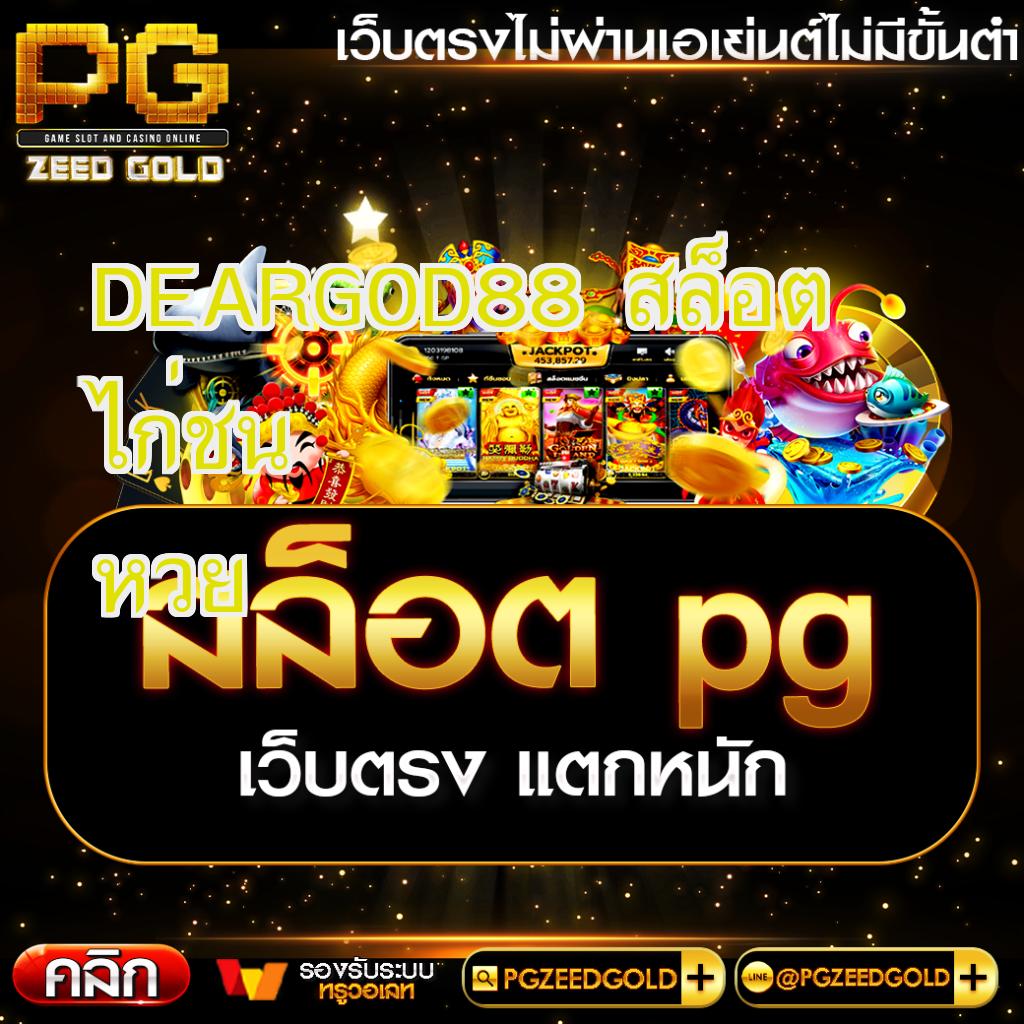 เว็บตรงไม่ผ่านเอเย่นต์ไม่มีขั้นต่ำ
PG
GAME SLOT AND CASINO ONLINE
ZEED GOLD
DEARGOD88 สล็อต
ไก่ชน
หวย
1203198108
JACKPOT
453,857.29
สล็อต pg
เว็บตรง แตกหนัก
คลิก
รองรับระบบ
ทรูวอเลท
PGZEEDGOLD +
LINE @PGZEEDGOLD +